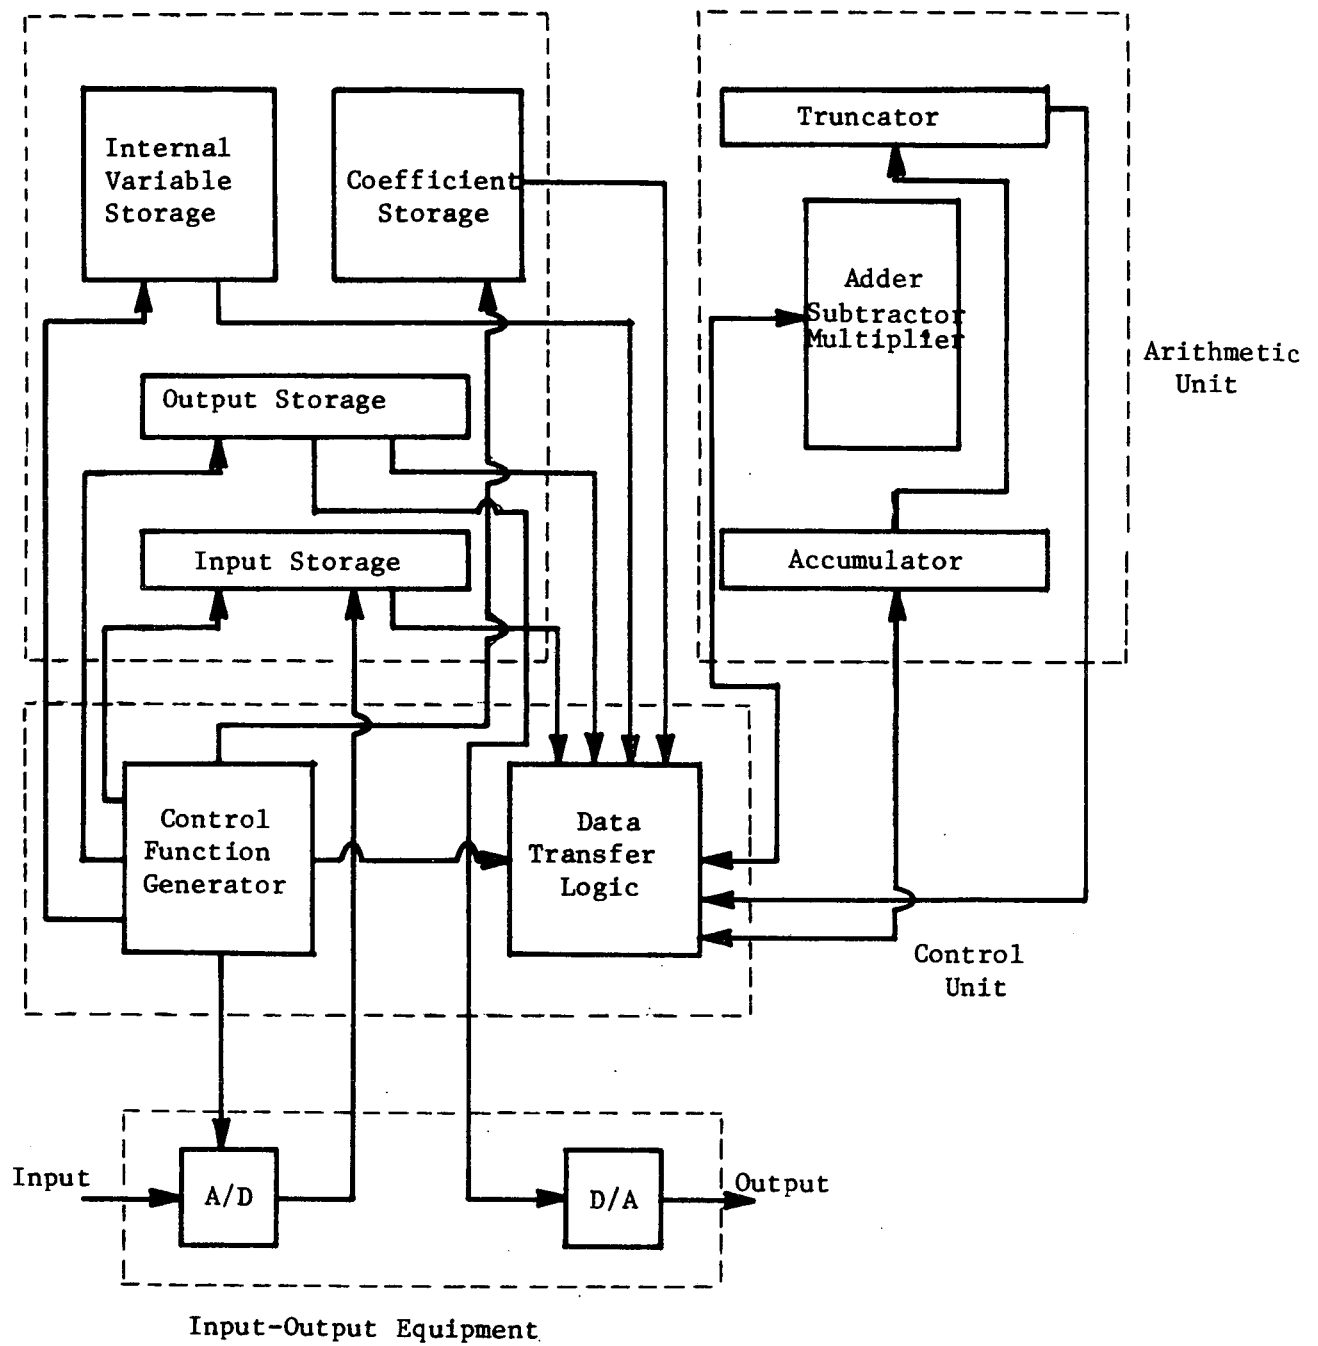 Internal
Variable
Storage
Coefficient
Storage
Truncator
Adder
Subtractor
Multiplier
Arithmetic
Unit
Output Storage
Input Storage
Accumulator
Control
Function
Generator
Data
Transfer
Logic
Control
Unit
Input
A/D
D/A
Output
Input-Output Equipment